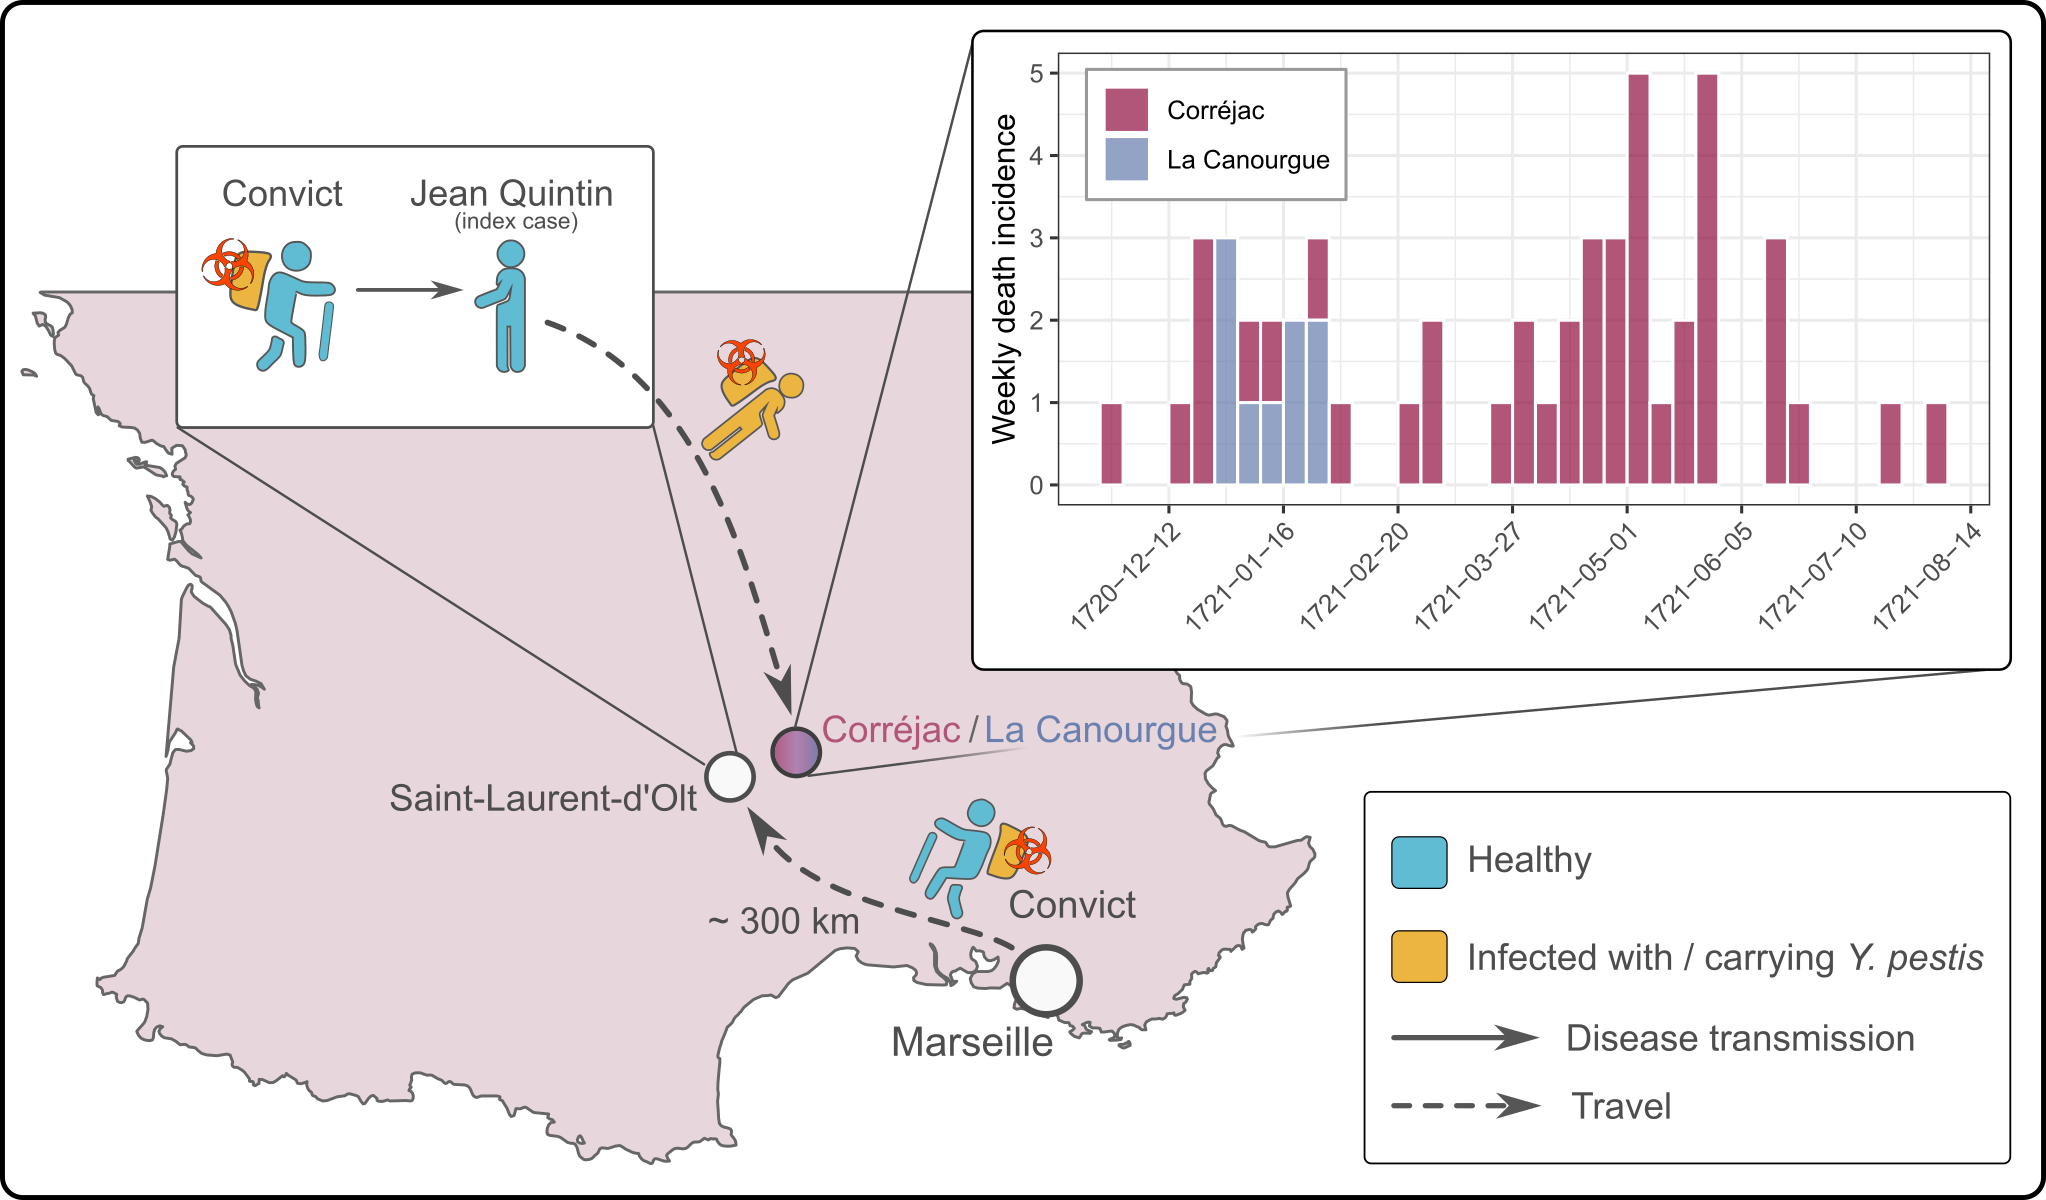 Convict
Jean Quintin
(index case)
Weekly death incidence
5
4
3
2
1
0
Corréjac
La Canourgue
1720−12−12
1721−01−16
1721−02−20
1721−03−27
1721−05−01
1721−06−05
1721−07−10
1721−08−14
Corréjac / La Canourgue
Saint-Laurent-d'Olt
Convict
~ 300 km
Marseille
Healthy
Infected with / carrying Y. pestis
Disease transmission
Travel